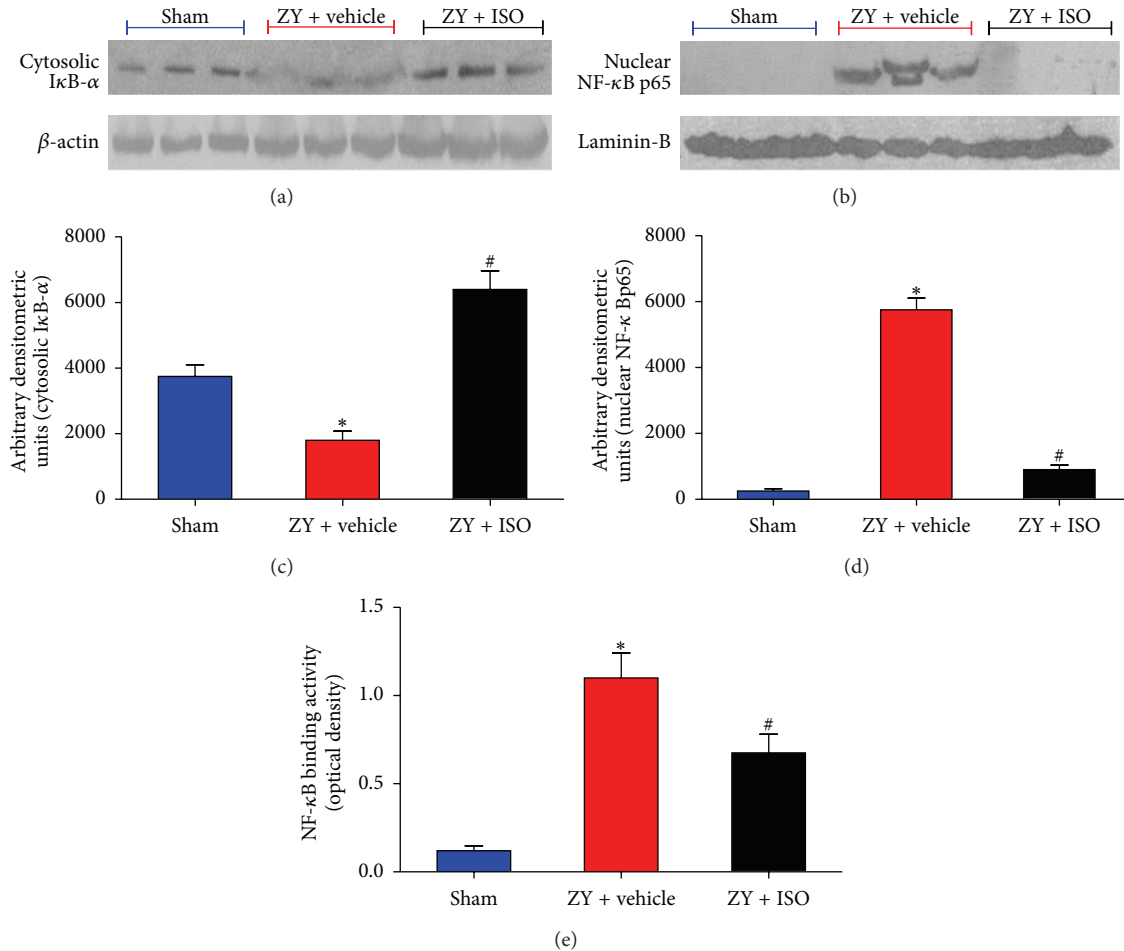 Sham
ZY + vehicle
ZY + ISO
Cytosolic
IκB-α
β-actin
(a)
Sham
ZY + vehicle
ZY + ISO
Nuclear
NF-κB p65
Laminin-B
(b)
Arbitrary densitometric
units (cytosolic IκB-α)
8000
6000
4000
2000
0
*
#
Sham
ZY + vehicle
ZY + ISO
(c)
Arbitrary densitometric
units (nuclear NF-κ Bp65)
8000
6000
4000
2000
0
*
#
Sham
ZY + vehicle
ZY + ISO
(d)
NF-κB binding activity
(optical density)
1.5
1.0
0.5
0.0
*
#
Sham
ZY + vehicle
ZY + ISO
(e)